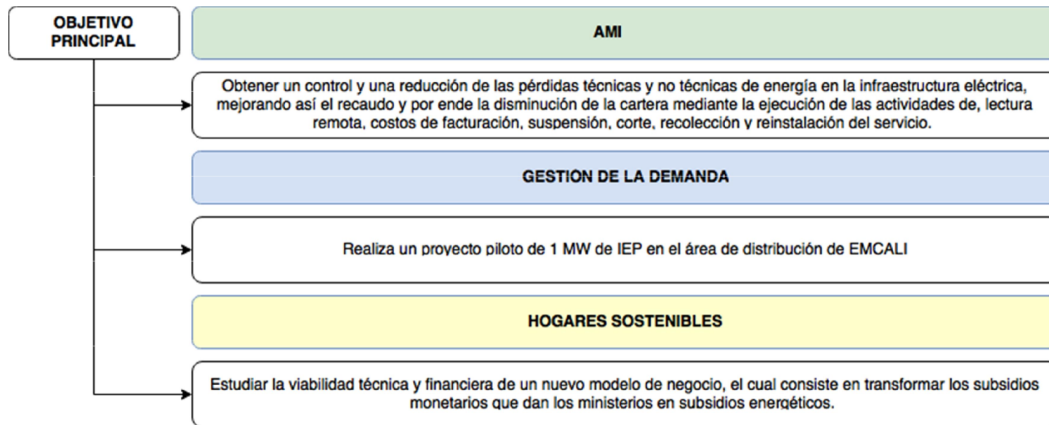 OBJETIVO
PRINCIPAL
AMI
Obtener un control y una reducción de las pérdidas técnicas y no técnicas de energía en la infraestructura eléctrica,
mejorando así el recaudo y por ende la disminución de la cartera mediante la ejecución de las actividades de, lectura
remota, costos de facturación, suspensión, corte, recolección y reinstalación del servicio.
GESTION DE LA DEMANDA
Realiza un proyecto piloto de 1 MW de IEP en el área de distribución de EMCALI
HOGARES SOSTENIBLES
Estudiar la viabilidad técnica y financiera de un nuevo modelo de negocio, el cual consiste en transformar los subsidios
monetarios que dan los ministerios en subsidios energéticos.